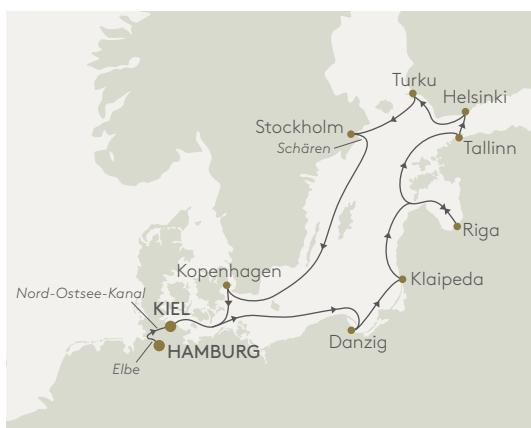 Turku
Helsinki
Stockholm
Schären
Tallinn
Riga
Kopenhagen
Klaipeda
Nord-Ostsee-Kanal
KIEL
Danzig
HAMBURG
Elbe